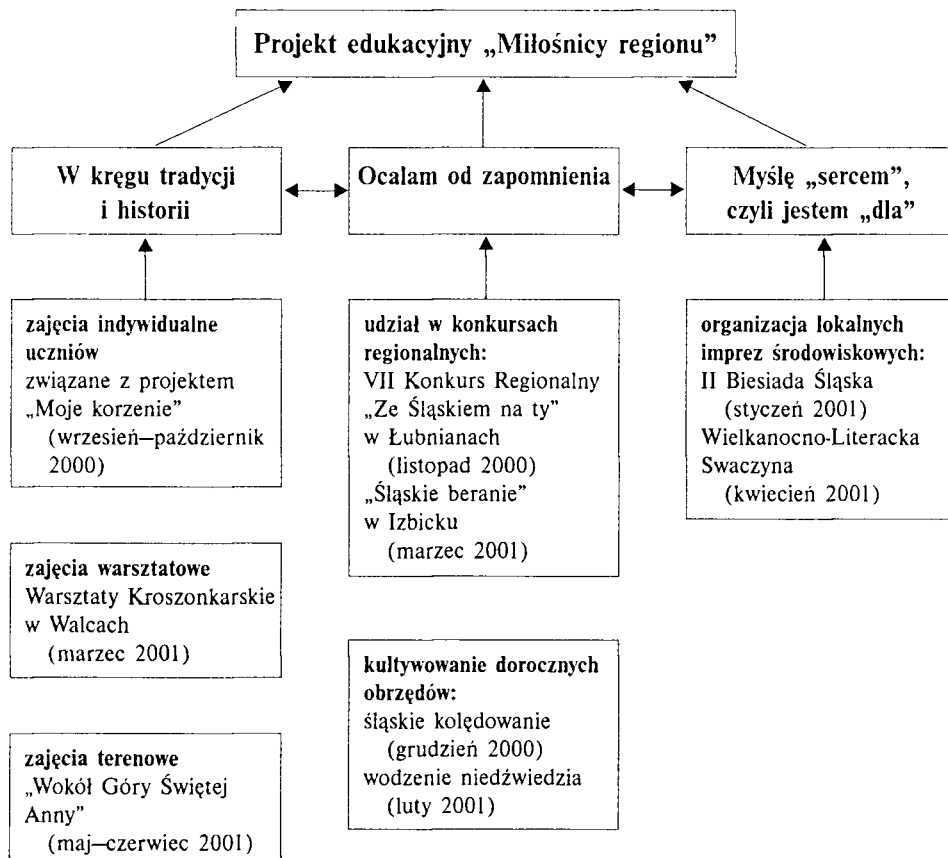 Projekt edukacyjny „Miłośnicy regionu”
W kręgu tradycji
i historii
Ocalam od zapomnienia
Myślę „sercem”,
czyli jestem „dla”
zajęcia indywidualne
uczniów
związane z projektem
„Moje korzenie”
(wrzesień–październik
2000)
zajęcia warsztatowe
Warsztaty Kroszonkarskie
w Walcach
(marzec 2001)
zajęcia terenowe
„Wokół Góry Świętej
Anny”
(maj–czerwiec 2001)
udział w konkursach
regionalnych:
VII Konkurs Regionalny
„Ze Śląskiem na ty”
w Łubnianach
(listopad 2000)
„Śląskie beranie”
w Izbicku
(marzec 2001)
kultywowanie dorocznych
obrzędów:
śląskie kolędowanie
(grudzień 2000)
wodzenie niedźwiedzia
(luty 2001)
organizacja lokalnych
imprez środowiskowych:
II Biesiada Śląska
(styczeń 2001)
Wielkanocno-Literacka
Swaczyna
(kwiecień 2001)